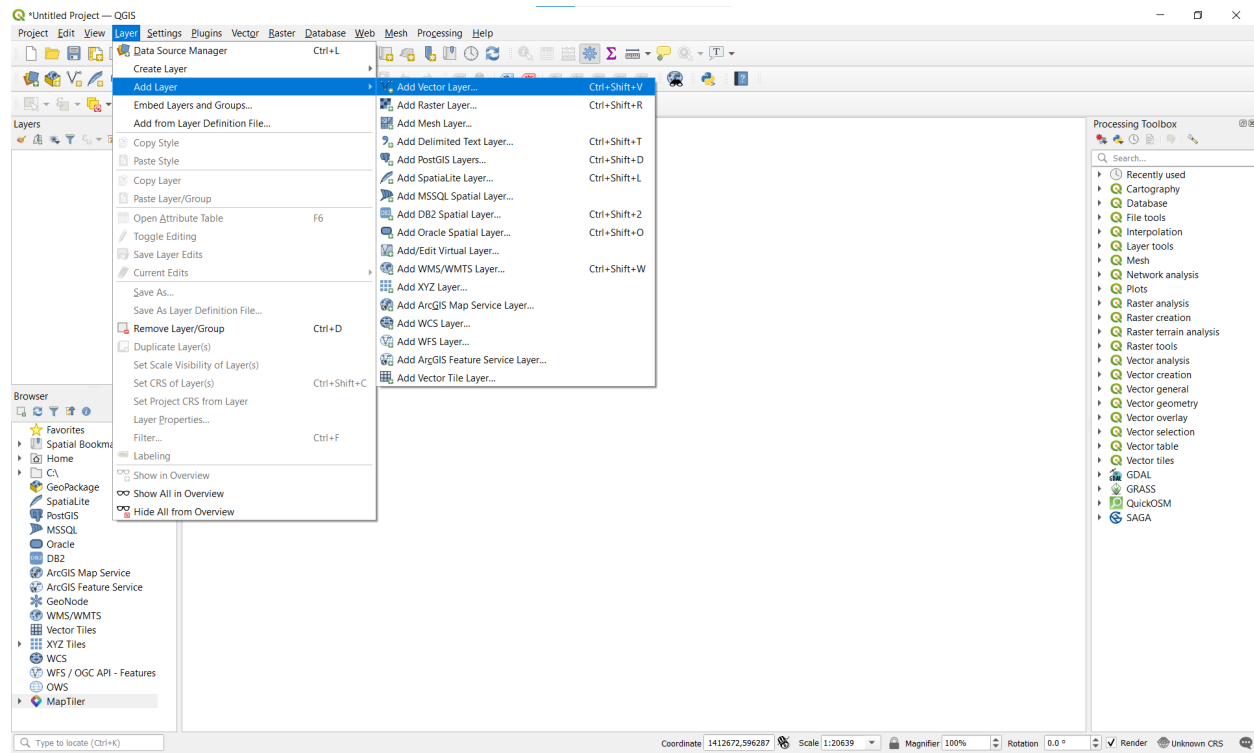 *Untitled Project — QGIS
Project Edit View Layer Settings Plugins Vector Raster Database Web Mesh Processing Help
Data Source Manager Ctrl+L
Create Layer
Add Layer
Embed Layers and Groups...
Add from Layer Definition File...
Copy Style
Paste Style
Copy Layer
Paste Layer/Group
Open Attribute Table F6
Toggle Editing
Save Layer Edits
Current Edits
Save As...
Save As Layer Definition File...
Remove Layer/Group Ctrl+D
Duplicate Layer(s)
Set Scale Visibility of Layer(s)
Set CRS of Layer(s) Ctrl+Shift+C
Set Project CRS from Layer
Layer Properties...
Filter... Ctrl+F
Labeling
Show in Overview
Show All in Overview
Hide All from Overview
Add Vector Layer... Ctrl+Shift+V
Add Raster Layer... Ctrl+Shift+R
Add Mesh Layer...
Add Delimited Text Layer... Ctrl+Shift+T
Add PostGIS Layers... Ctrl+Shift+D
Add SpatiaLite Layer... Ctrl+Shift+L
Add MSSQL Spatial Layer...
Add DB2 Spatial Layer... Ctrl+Shift+2
Add Oracle Spatial Layer... Ctrl+Shift+O
Add/Edit Virtual Layer...
Add WMS/WMTS Layer... Ctrl+Shift+W
Add XYZ Layer...
Add ArcGIS Map Service Layer...
Add WCS Layer...
Add WFS Layer...
Add ArcGIS Feature Service Layer...
Add Vector Tile Layer...
Layers
Browser
Favorites
Spatial Bookma
Home
C:\
GeoPackage
SpatiaLite
PostGIS
MSSQL
Oracle
DB2
ArcGIS Map Service
ArcGIS Feature Service
GeoNode
WMS/WMTS
Vector Tiles
XYZ Tiles
WCS
WFS / OGC API - Features
OWS
MapTiler
Processing Toolbox
Search...
Recently used
Cartography
Database
File tools
Interpolation
Layer tools
Mesh
Network analysis
Plots
Raster analysis
Raster creation
Raster terrain analysis
Raster tools
Vector analysis
Vector creation
Vector general
Vector geometry
Vector overlay
Vector selection
Vector table
Vector tiles
GDAL
GRASS
QuickOSM
SAGA
Type to locate (Ctrl+K) Coordinate 1412672,596287 Scale 1:20639 Magnifier 100% Rotation 0.0 ° Render Unknown CRS